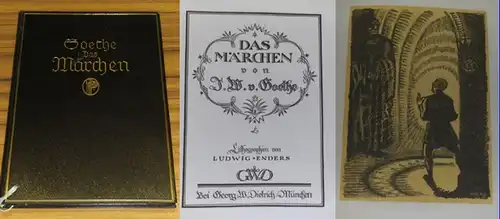 Goethe
Das
Märchen
DAS
MÄRCHEN
von
J. W. v. Goethe
Lithographien von
LUDWIG ENDERS
GWD
Bei Georg W. Dietrich · München